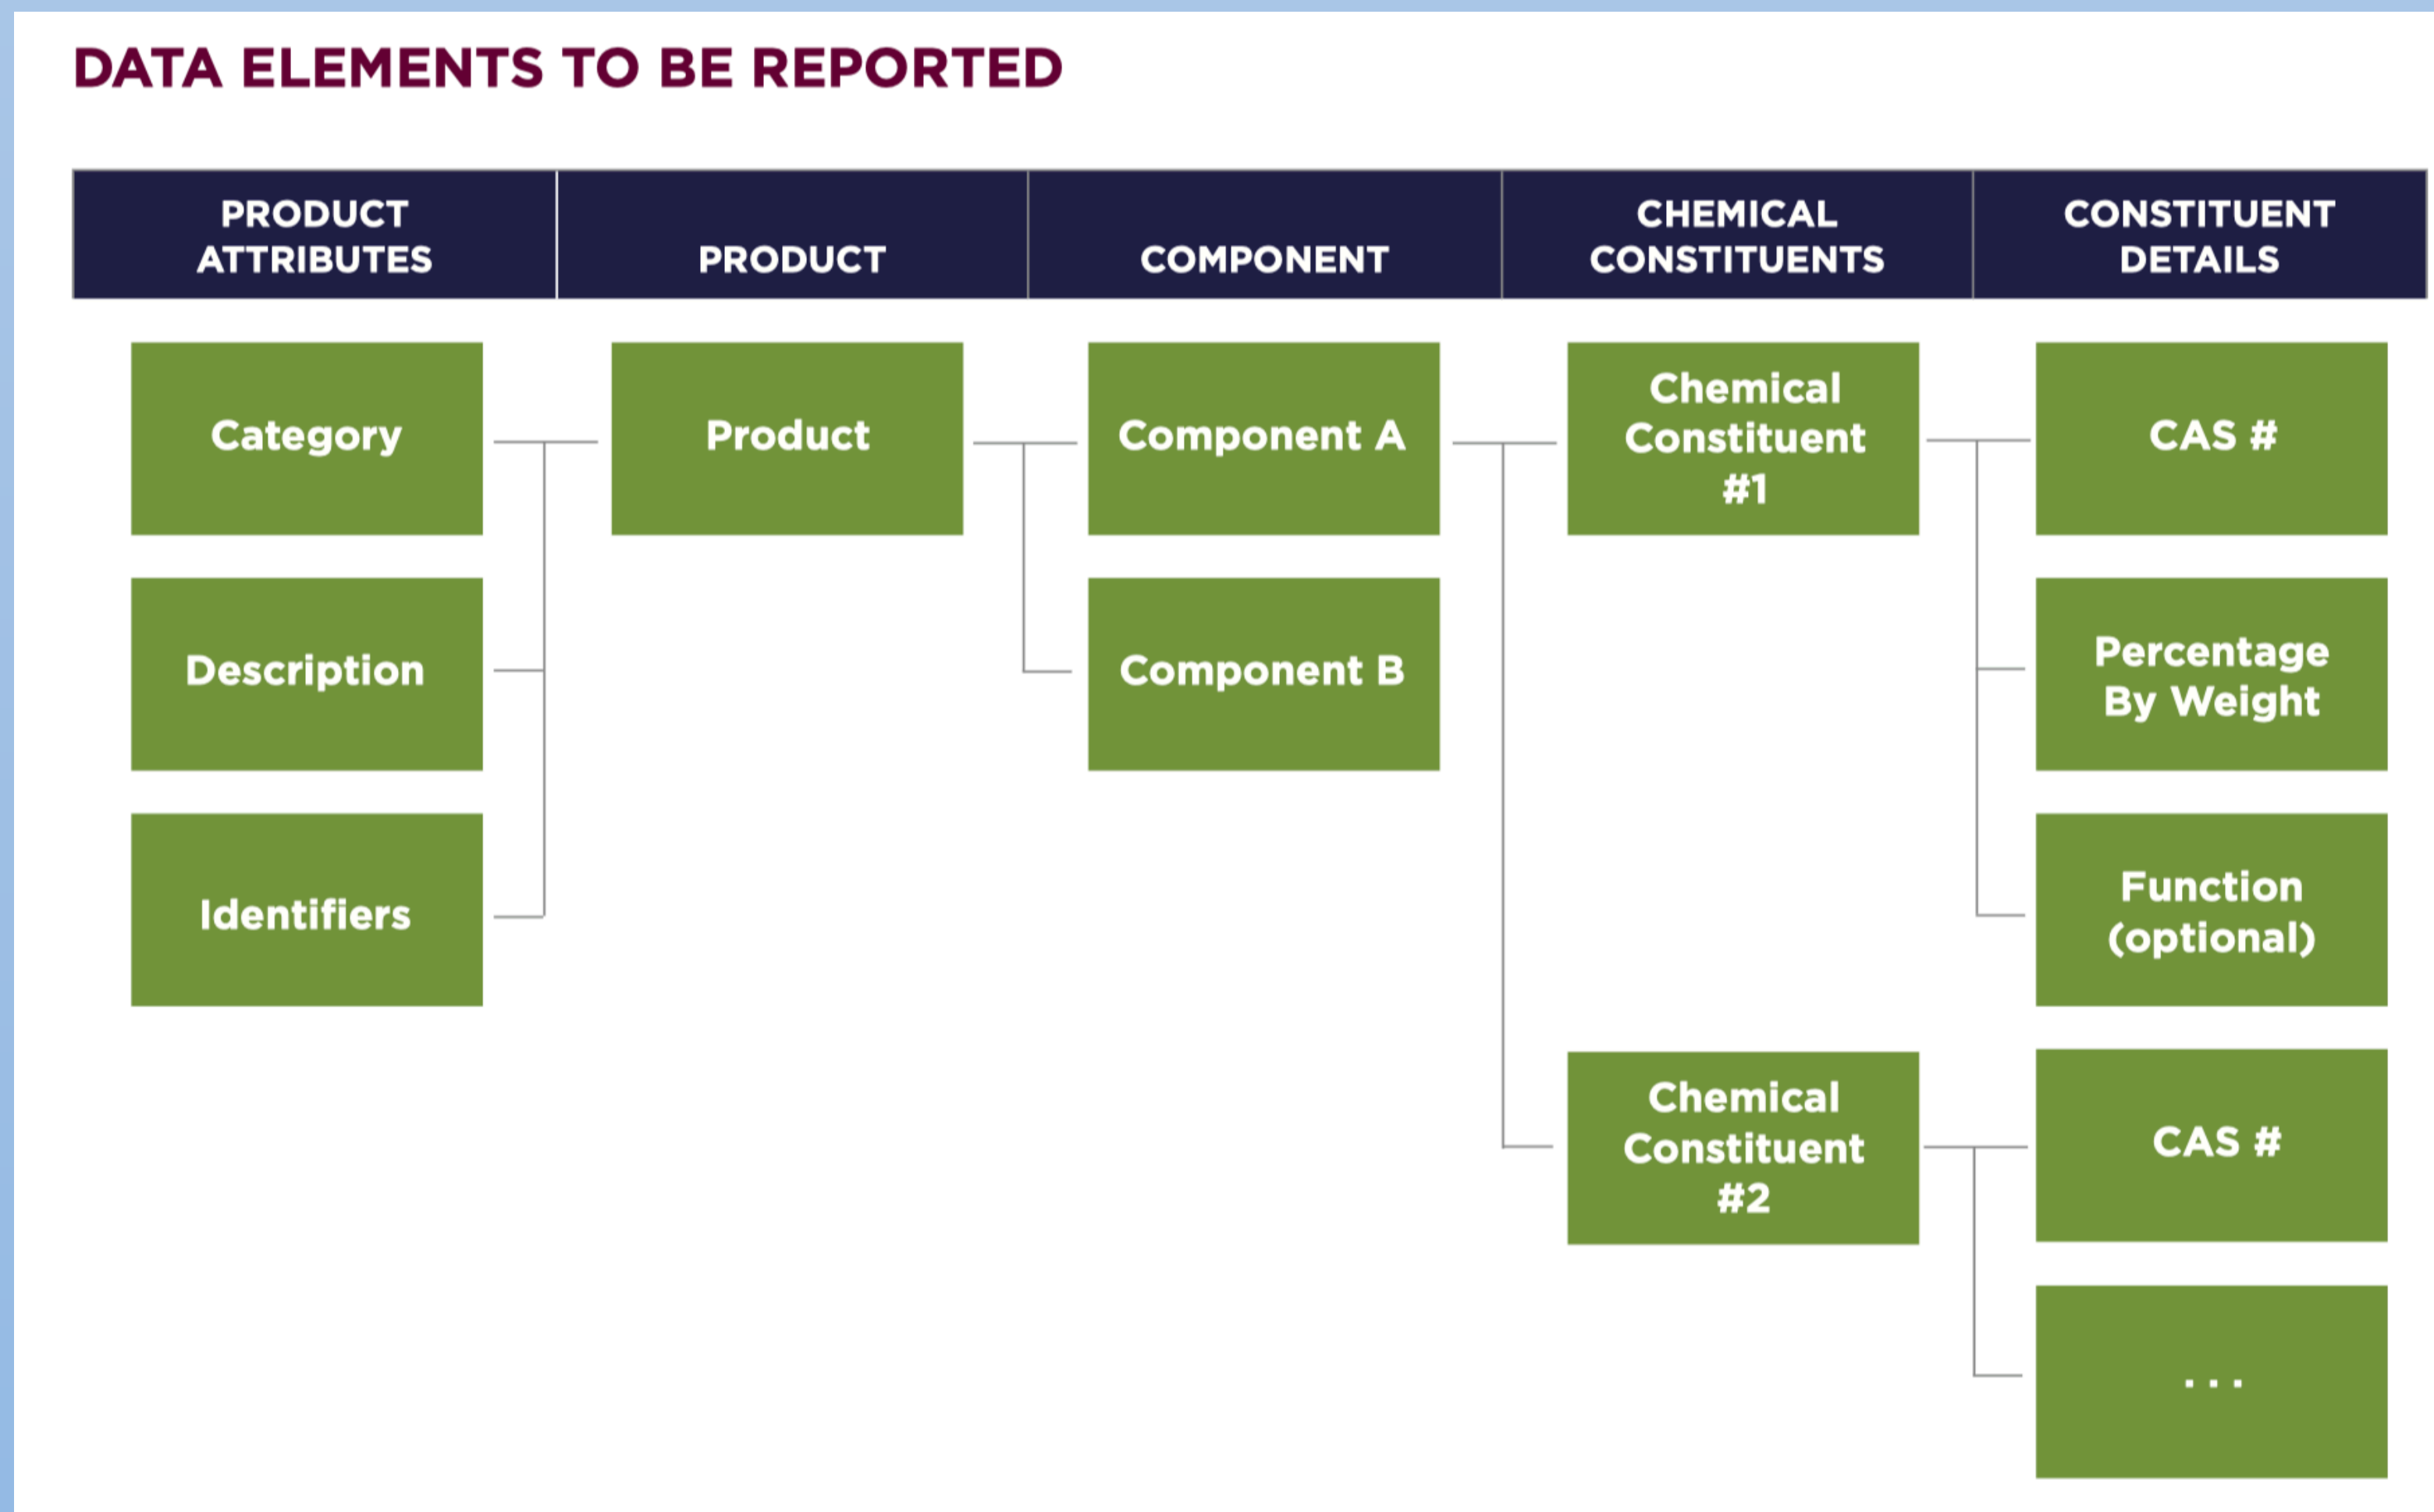 DATA ELEMENTS TO BE REPORTED
PRODUCT
ATTRIBUTES
PRODUCT
COMPONENT
CHEMICAL
CONSTITUENTS
CONSTITUENT
DETAILS
Category
Product
Component A
Chemical
Constituent
#1
CAS #
Description
Component B
Percentage
By Weight
Identifiers
Function
(optional)
Chemical
Constituent
#2
CAS #
...